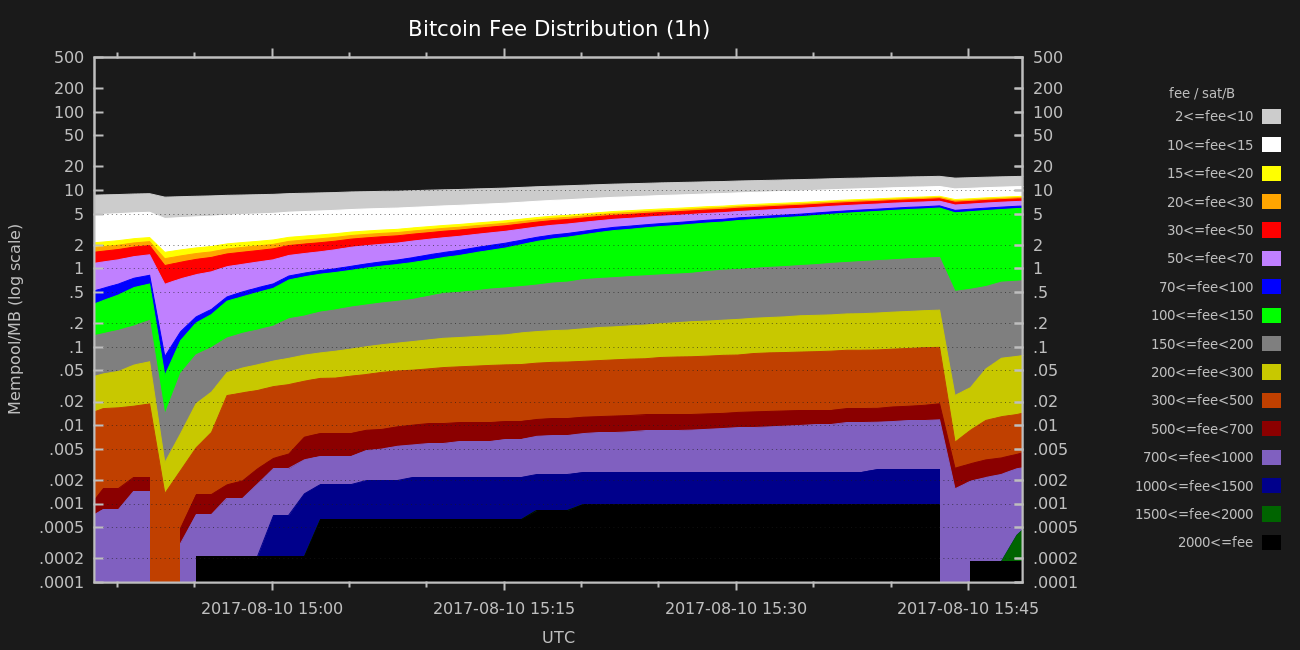 Bitcoin Fee Distribution (1h)
Mempool/MB (log scale)
500
200
100
50
20
10
5
2
1
.5
.2
.1
.05
.02
.01
.005
.002
.001
.0005
.0002
.0001
500
200
100
50
20
10
5
2
1
.5
.2
.1
.05
.02
.01
.005
.002
.001
.0005
.0002
.0001
2017-08-10 15:00
2017-08-10 15:15
2017-08-10 15:30
2017-08-10 15:45
UTC
fee / sat/B
2<=fee<10
10<=fee<15
15<=fee<20
20<=fee<30
30<=fee<50
50<=fee<70
70<=fee<100
100<=fee<150
150<=fee<200
200<=fee<300
300<=fee<500
500<=fee<700
700<=fee<1000
1000<=fee<1500
1500<=fee<2000
2000<=fee